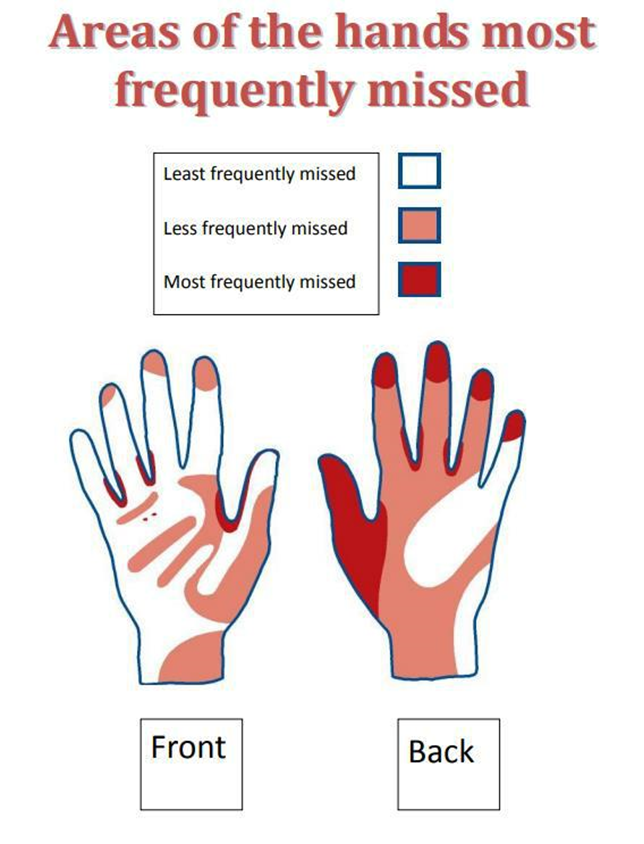 Areas of the hands most
frequently missed
Least frequently missed
Less frequently missed
Most frequently missed
Front
Back